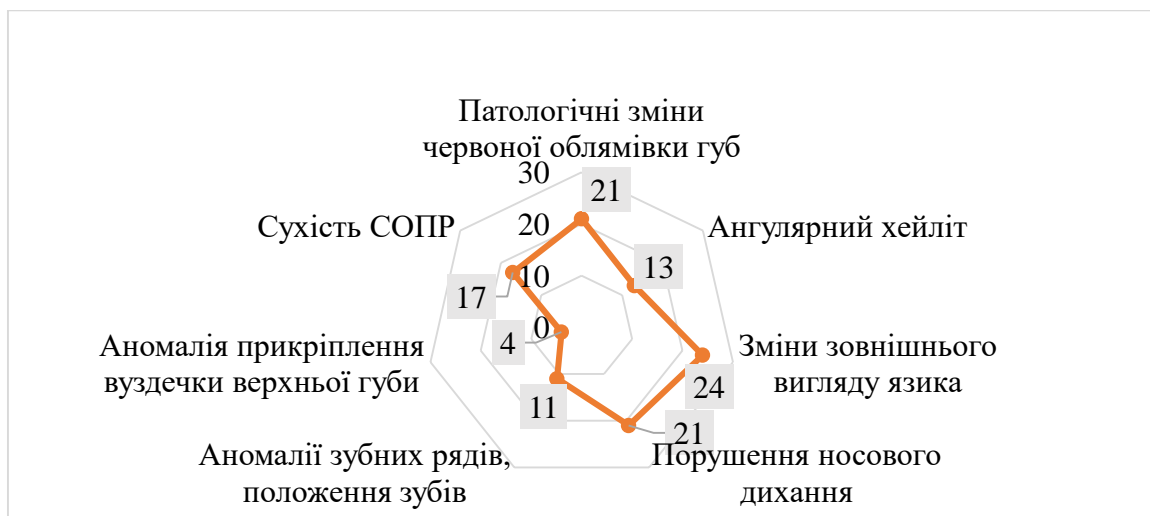 Патологічні зміни
червоної облямівки губ
30
21
Сухість СОПР
20
Ангулярний хейліт
13
10
17
0
4
Аномалія прикріплення
вуздечки верхньої губи
Зміни зовнішнього
вигляду язика
24
11
21
Аномалії зубних рядів,
положення зубів
Порушення носового
дихання